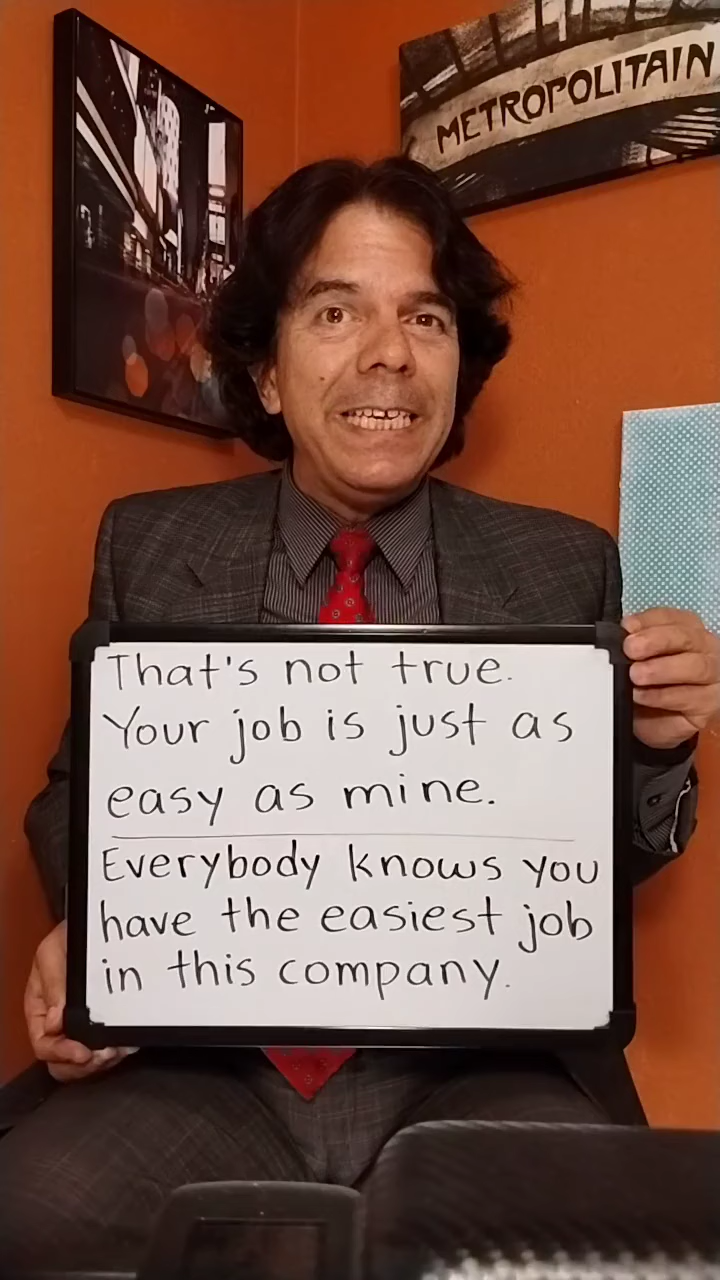 METROPOLITAIN
That's not true.
Your job is just as
easy as mine.
Everybody knows you
have the easiest job
in this company.